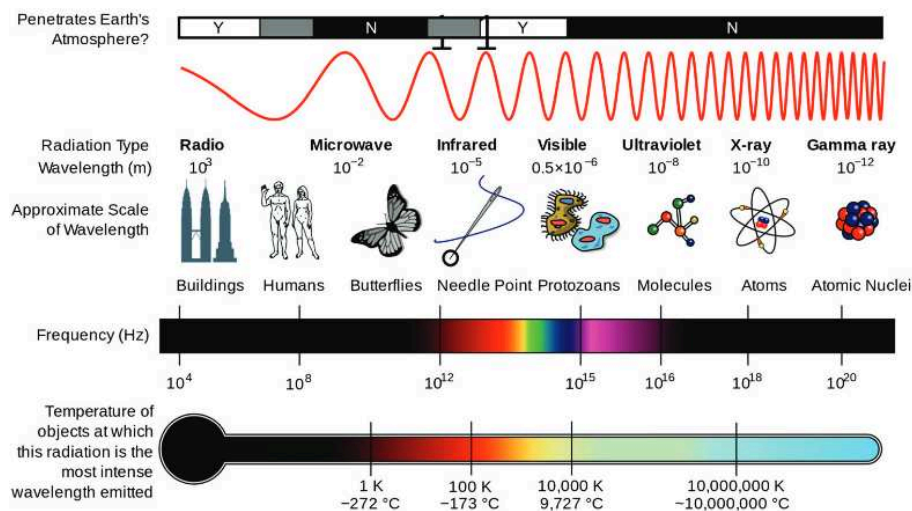 Penetrates Earth's
Atmosphere?
Y N Y N
Radiation Type
Radio Microwave Infrared Visible Ultraviolet X-ray Gamma ray
Wavelength (m)
10³ 10⁻² 10⁻⁵ 0.5×10⁻⁶ 10⁻⁸ 10⁻¹⁰ 10⁻¹²
Approximate Scale
of Wavelength
Buildings Humans Butterflies Needle Point Protozoans Molecules Atoms Atomic Nuclei
Frequency (Hz)
10⁴ 10⁸ 10¹² 10¹⁵ 10¹⁶ 10¹⁸ 10²⁰
Temperature of
objects at which
this radiation is the
most intense
wavelength emitted
1 K 100 K 10,000 K 10,000,000 K
−272 °C −173 °C 9,727 °C ~10,000,000 °C